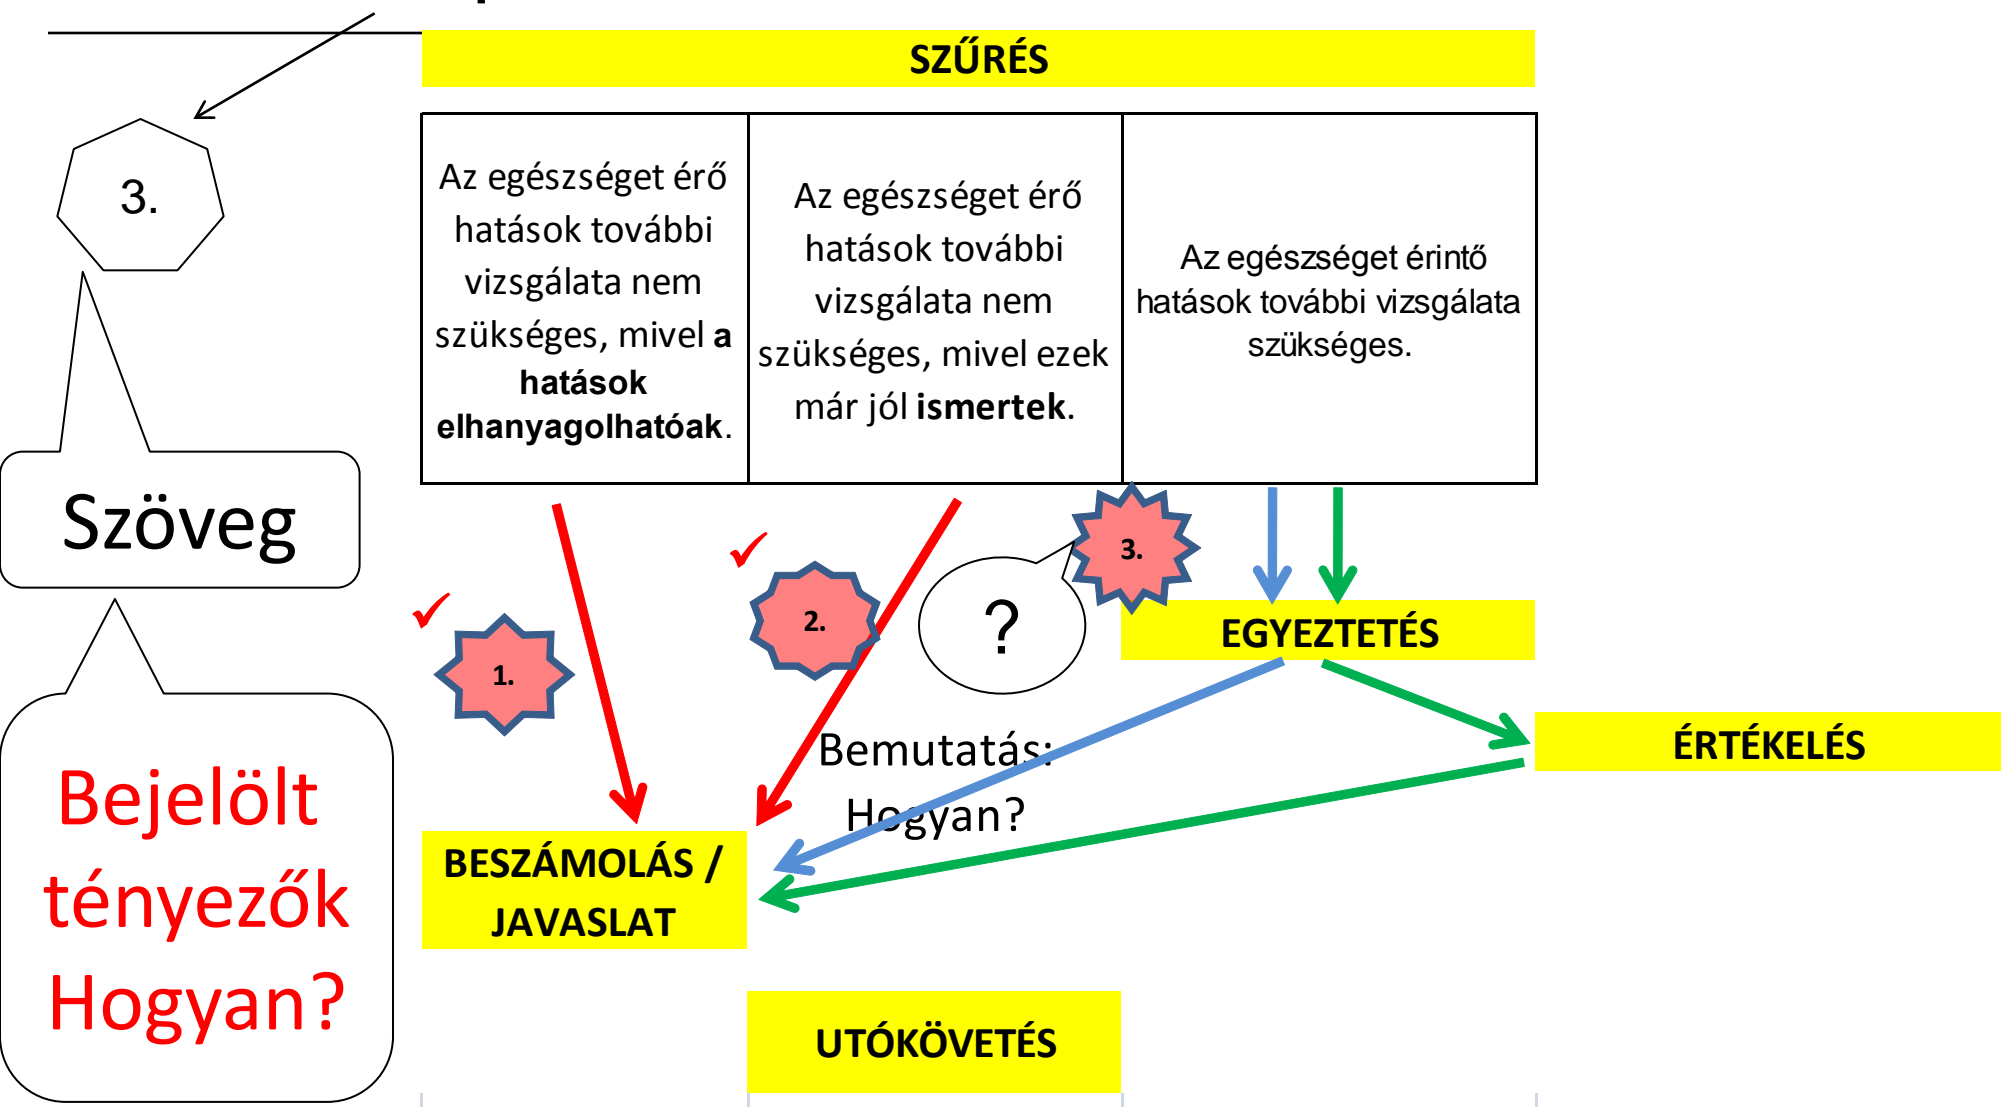 SZŰRÉS
3.
Az egészséget érő
hatások további
vizsgálata nem
szükséges, mivel a
hatások
elhanyagolhatóak.
Az egészséget érő
hatások további
vizsgálata nem
szükséges, mivel ezek
már jól ismertek.
Az egészséget érintő
hatások további vizsgálata
szükséges.
Szöveg
1.
2.
?
3.
EGYEZTETÉS
Bemutatás:
Hogyan?
ÉRTÉKELÉS
Bejelölt
tényezők
Hogyan?
BESZÁMOLÁS /
JAVASLAT
UTÓKÖVETÉS